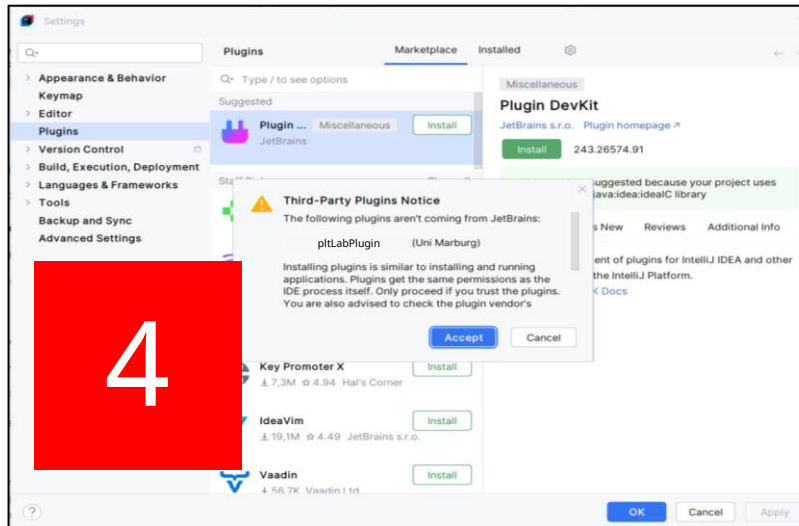 Settings
Plugins
Marketplace
Installed
Appearance & Behavior
Keymap
Editor
Plugins
Version Control
Build, Execution, Deployment
Languages & Frameworks
Tools
Backup and Sync
Advanced Settings
Type / to see options
Suggested
Plugin ... Miscellaneous Install
JetBrains
Miscellaneous
Plugin DevKit
JetBrains s.r.o. Plugin homepage ↗
Install 243.26574.91
suggested because your project uses
java:idea:ideaIC library
s New Reviews Additional Info
ent of plugins for IntelliJ IDEA and other
the IntelliJ Platform.
Docs
Third-Party Plugins Notice
The following plugins aren't coming from JetBrains:
pltLabPlugin (Uni Marburg)
Installing plugins is similar to installing and running
applications. Plugins get the same permissions as the
IDE process itself. Only proceed if you trust the plugins.
You are also advised to check the plugin vendor's
Accept Cancel
4
Key Promoter X Install
7,3M 4.94 Hal's Corner
IdeaVim Install
19,1M 4.49 JetBrains s.r.o.
Vaadin Install
56,7K Vaadin Ltd
?
OK Cancel Apply